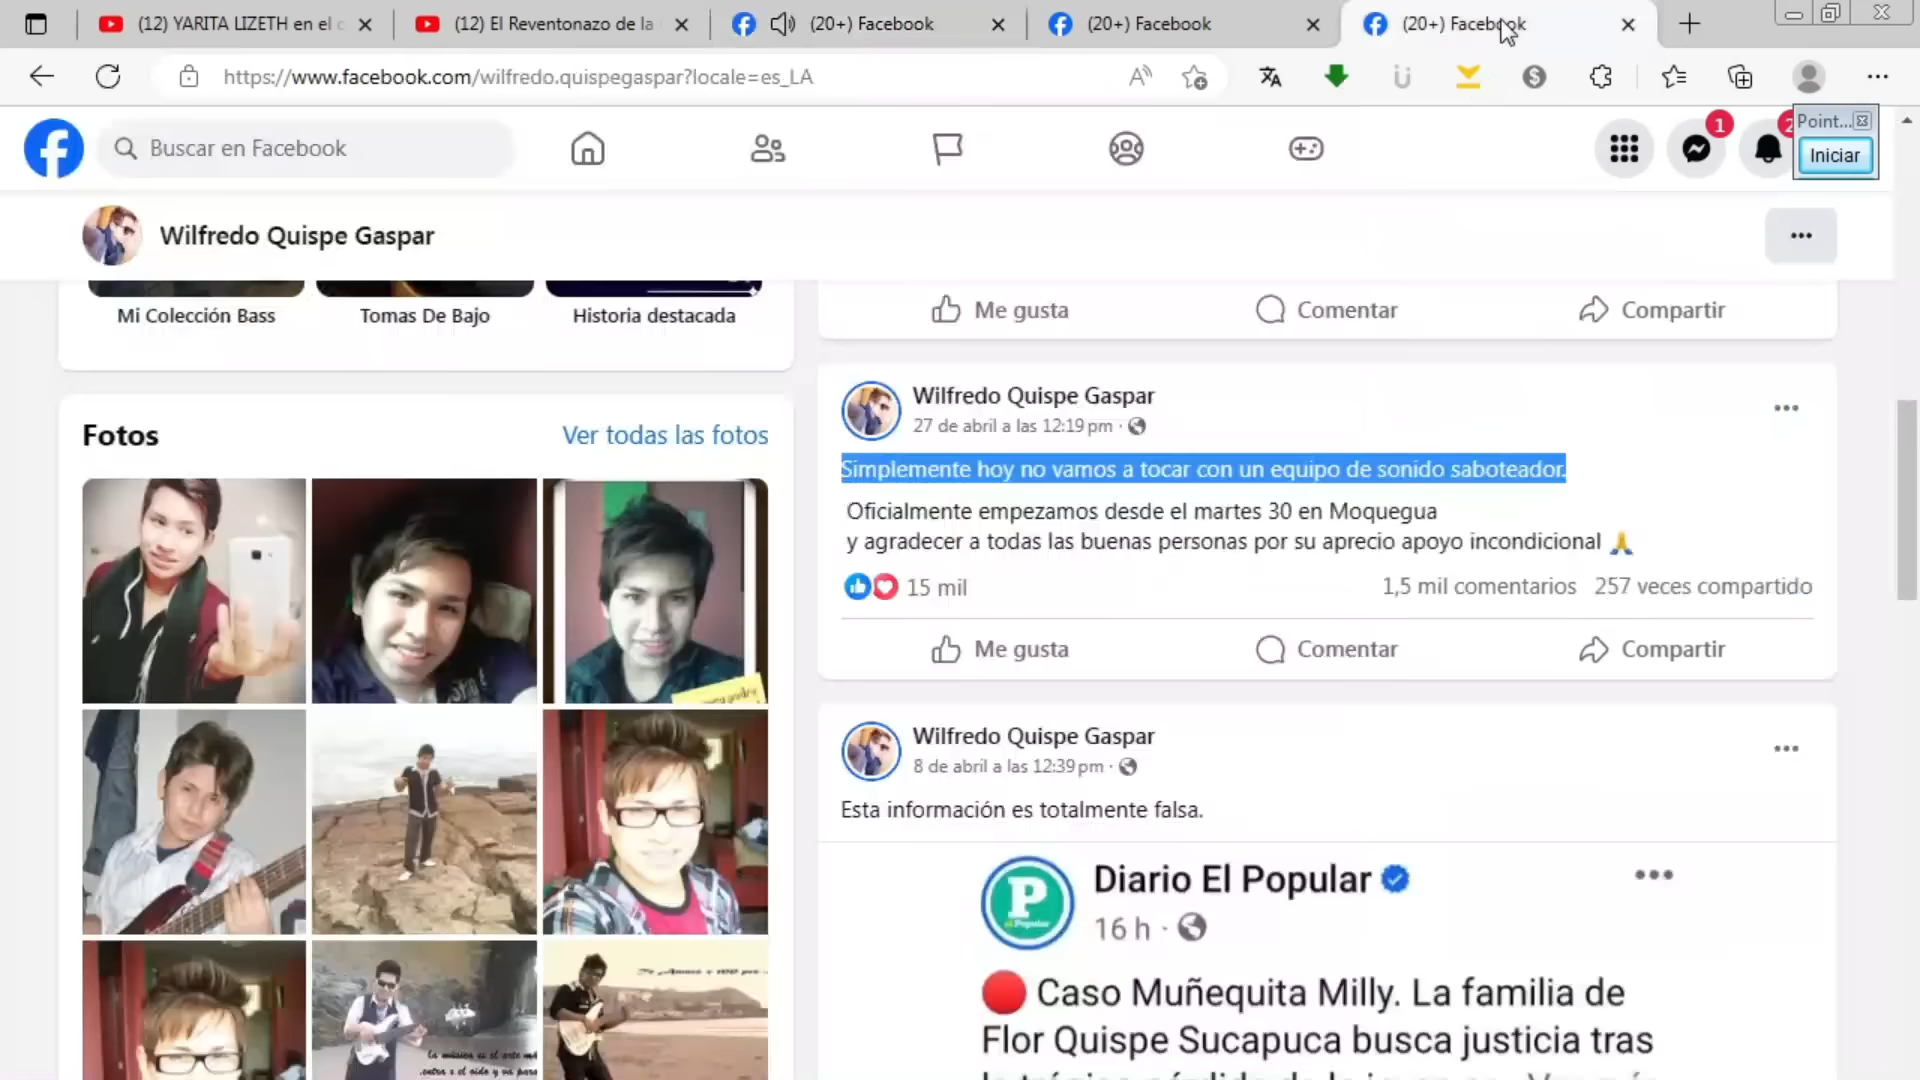 (12) YARITA LIZETH en el c
(12) El Reventonazo de la
(20+) Facebook
(20+) Facebook
(20+) Facebook
https://www.facebook.com/wilfredo.quispegaspar?locale=es_LA
Buscar en Facebook
1
2
Point...
Iniciar
Wilfredo Quispe Gaspar
Mi Colección Bass
Tomas De Bajo
Historia destacada
Fotos
Ver todas las fotos
Me gusta
Comentar
Compartir
Wilfredo Quispe Gaspar
27 de abril a las 12:19 pm ·
Simplemente hoy no vamos a tocar con un equipo de sonido saboteador.
Oficialmente empezamos desde el martes 30 en Moquegua
y agradecer a todas las buenas personas por su aprecio apoyo incondicional 🙏
15 mil
1,5 mil comentarios 257 veces compartido
Me gusta
Comentar
Compartir
Wilfredo Quispe Gaspar
8 de abril a las 12:39 pm ·
Esta información es totalmente falsa.
P
el Popular
Diario El Popular
16 h ·
🔴 Caso Muñequita Milly. La familia de
Flor Quispe Sucapuca busca justicia tras